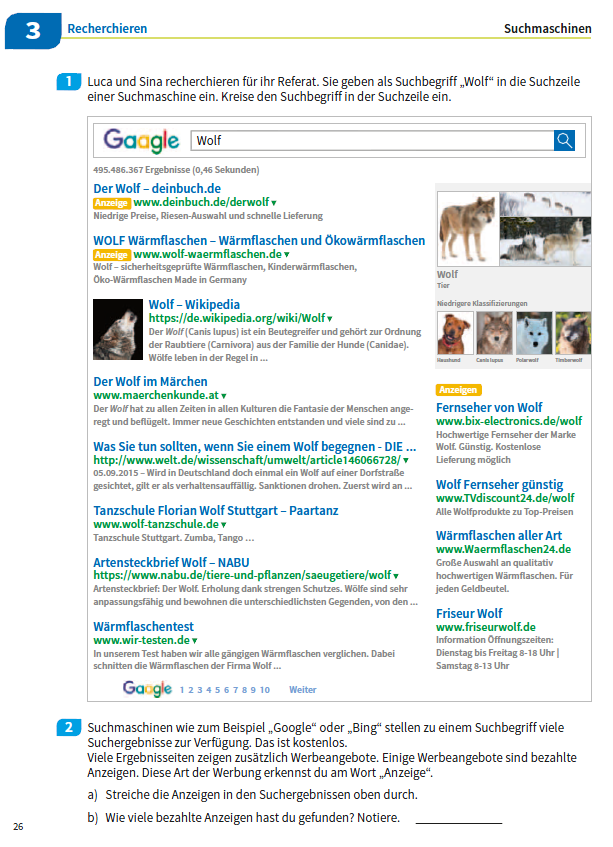 3
Recherchieren
Suchmaschinen
1 Luca und Sina recherchieren für ihr Referat. Sie geben als Suchbegriff „Wolf“ in die Suchzeile
einer Suchmaschine ein. Kreise den Suchbegriff in der Suchzeile ein.
Gaagle
Wolf
495.486.367 Ergebnisse (0,46 Sekunden)
Der Wolf – deinbuch.de
Anzeige www.deinbuch.de/derwolf ▾
Niedrige Preise, Riesen-Auswahl und schnelle Lieferung
WOLF Wärmflaschen – Wärmflaschen und Ökowärmflaschen
Anzeige www.wolf-waermflaschen.de ▾
Wolf – sicherheitsgeprüfte Wärmflaschen, Kinderwärmflaschen,
Öko-Wärmflaschen Made in Germany
Wolf – Wikipedia
https://de.wikipedia.org/wiki/Wolf ▾
Der Wolf (Canis lupus) ist ein Beutegreifer und gehört zur Ordnung
der Raubtiere (Carnivora) aus der Familie der Hunde (Canidae).
Wölfe leben in der Regel in ...
Der Wolf im Märchen
www.maerchenkunde.at ▾
Der Wolf hat zu allen Zeiten in allen Kulturen die Fantasie der Menschen ange-
regt und beflügelt. Immer neue Geschichten entstanden und viele sind zu ...
Was Sie tun sollten, wenn Sie einem Wolf begegnen - DIE ...
http://www.welt.de/wissenschaft/umwelt/article146066728/ ▾
05.09.2015 – Wird in Deutschland doch einmal ein Wolf auf einer Dorfstraße
gesichtet, gilt er als verhaltensauffällig. Sanktionen drohen. Zuerst wird an ...
Tanzschule Florian Wolf Stuttgart – Paartanz
www.wolf-tanzschule.de ▾
Tanzschule Stuttgart. Zumba, Tango ...
Artensteckbrief Wolf – NABU
https://www.nabu.de/tiere-und-pflanzen/saeugetiere/wolf ▾
Artensteckbrief: Der Wolf. Erholung dank strengen Schutzes. Wölfe sind sehr
anpassungsfähig und bewohnen die unterschiedlichsten Gegenden, von den ...
Wärmflaschentest
www.wir-testen.de ▾
In unserem Test haben wir alle gängigen Wärmflaschen verglichen. Dabei
schnitten die Wärmflaschen der Firma Wolf ...
Wolf
Tier
Niedrigere Klassifizierungen
Haushund Canis lupus Polarwolf Timberwolf
Anzeigen
Fernseher von Wolf
www.bix-electronics.de/wolf
Hochwertige Fernseher der Marke
Wolf. Günstig. Kostenlose
Lieferung möglich
Wolf Fernseher günstig
www.TVdiscount24.de/wolf
Alle Wolfprodukte zu Top-Preisen
Wärmflaschen aller Art
www.Waermflaschen24.de
Große Auswahl an qualitativ
hochwertigen Wärmflaschen. Für
jeden Geldbeutel.
Friseur Wolf
www.friseurwolf.de
Information Öffnungszeiten:
Dienstag bis Freitag 8-18 Uhr |
Samstag 8-13 Uhr
Gaagle 1 2 3 4 5 6 7 8 9 10 Weiter
2 Suchmaschinen wie zum Beispiel „Google“ oder „Bing“ stellen zu einem Suchbegriff viele
Suchergebnisse zur Verfügung. Das ist kostenlos.
Viele Ergebnisseiten zeigen zusätzlich Werbeangebote. Einige Werbeangebote sind bezahlte
Anzeigen. Diese Art der Werbung erkennst du am Wort „Anzeige“.
a) Streiche die Anzeigen in den Suchergebnissen oben durch.
b) Wie viele bezahlte Anzeigen hast du gefunden? Notiere.
26